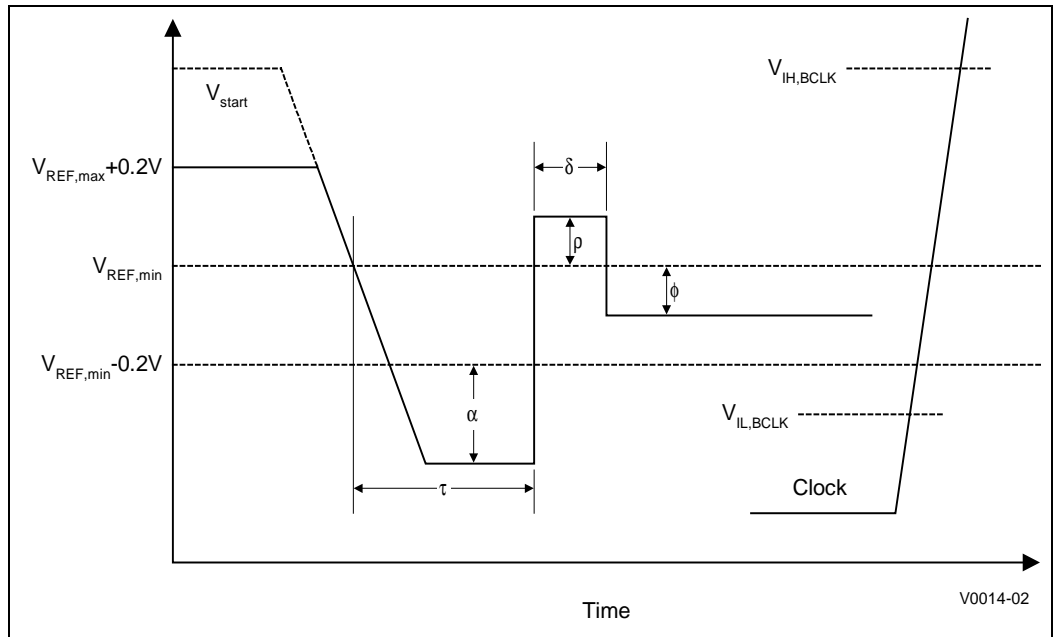 V_IH,BCLK
V_start
V_REF,max+0.2V
δ
ρ
V_REF,min
ϕ
V_REF,min-0.2V
α
V_IL,BCLK
τ
Clock
Time
V0014-02